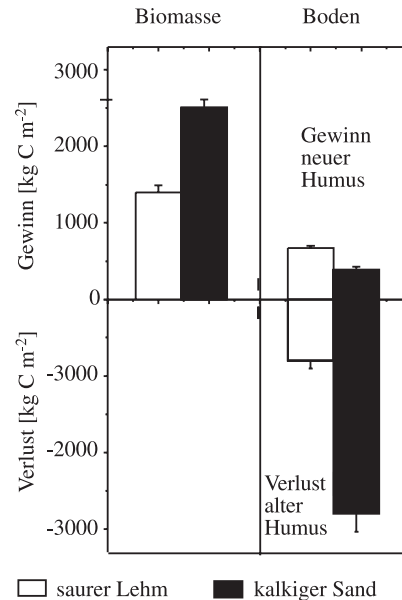 Biomasse Boden
3000
2000
1000
0
-3000
-2000
-3000
Gewinn [kg C m-2]
Verlust [kg C m-2]
Gewinn
neuer
Humus
Verlust
alter
Humus
saurer Lehm kalkiger Sand